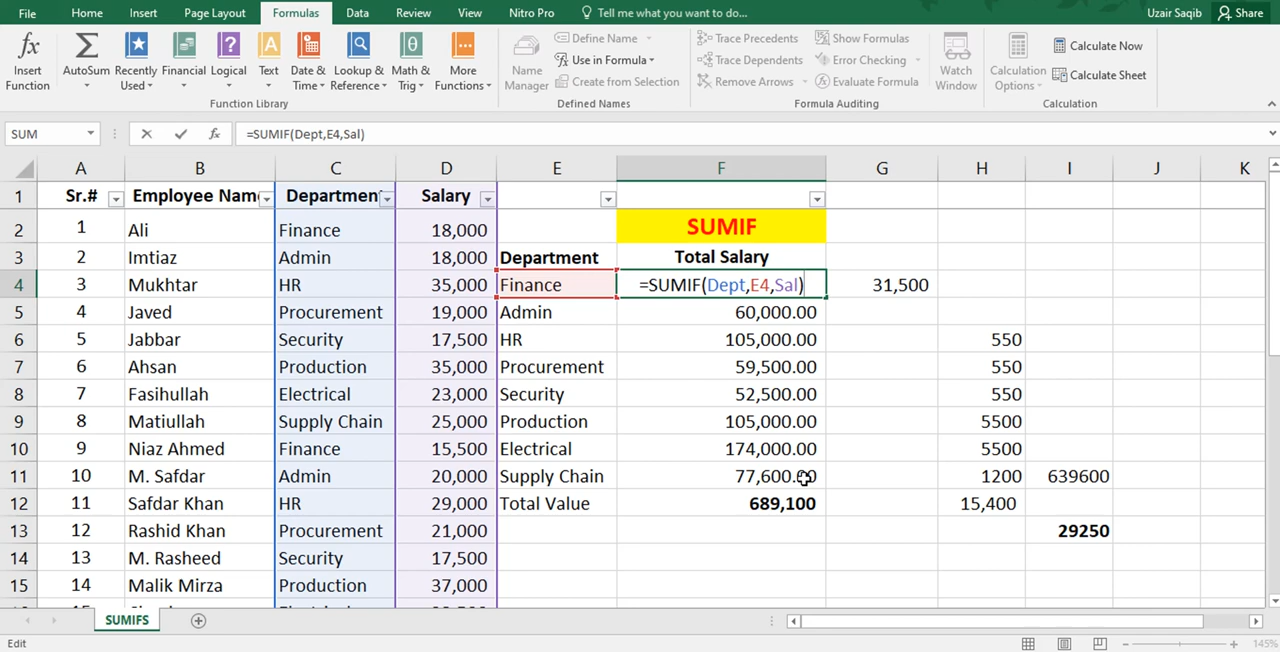 File Home Insert Page Layout Formulas Data Review View Nitro Pro Tell me what you want to do... Uzair Saqib Share
Insert Function
AutoSum
Recently Used
Financial
Logical
Text
Date & Time
Lookup & Reference
Math & Trig
More Functions
Function Library
Name Manager
Define Name
Use in Formula
Create from Selection
Defined Names
Trace Precedents
Trace Dependents
Remove Arrows
Show Formulas
Error Checking
Evaluate Formula
Formula Auditing
Watch Window
Calculation Options
Calculate Now
Calculate Sheet
Calculation
SUM fx =SUMIF(Dept,E4,Sal)
A B C D E F G H I J K
1 Sr.# Employee Nam Departmen Salary
2 1 Ali Finance 18,000 SUMIF
3 2 Imtiaz Admin 18,000 Department Total Salary
4 3 Mukhtar HR 35,000 Finance =SUMIF(Dept,E4,Sal) 31,500
5 4 Javed Procurement 19,000 Admin 60,000.00
6 5 Jabbar Security 17,500 HR 105,000.00 550
7 6 Ahsan Production 35,000 Procurement 59,500.00 550
8 7 Fasihullah Electrical 23,000 Security 52,500.00 550
9 8 Matiullah Supply Chain 25,000 Production 105,000.00 5500
10 9 Niaz Ahmed Finance 15,500 Electrical 174,000.00 5500
11 10 M. Safdar Admin 20,000 Supply Chain 77,600.00 1200 639600
12 11 Safdar Khan HR 29,000 Total Value 689,100 15,400
13 12 Rashid Khan Procurement 21,000 29250
14 13 M. Rasheed Security 17,500
15 14 Malik Mirza Production 37,000
SUMIFS
Edit 145%